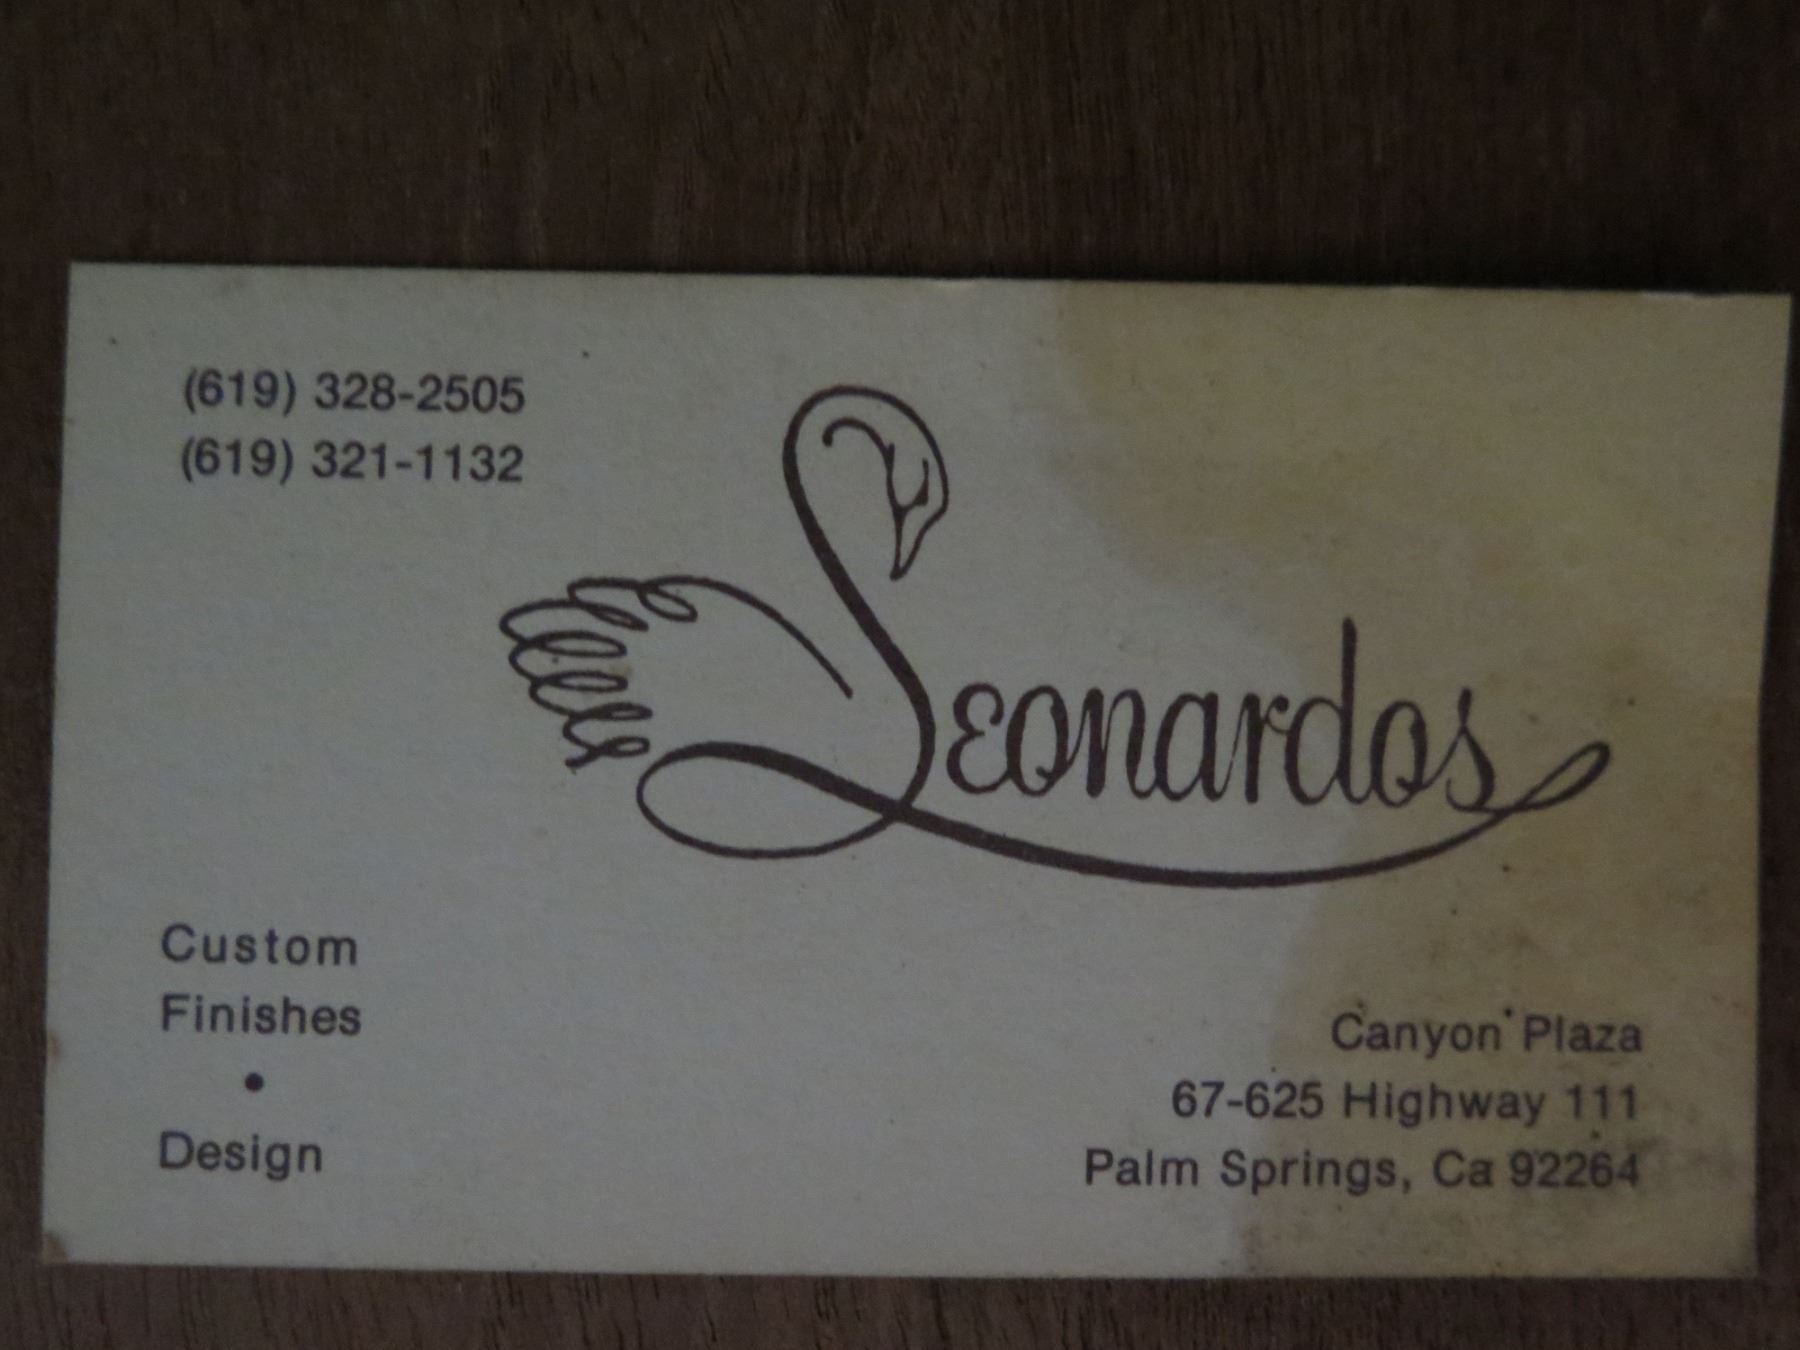 (619) 328-2505
(619) 321-1132
Leonardos
Custom
Finishes
•
Design
Canyon Plaza
67-625 Highway 111
Palm Springs, Ca 92264